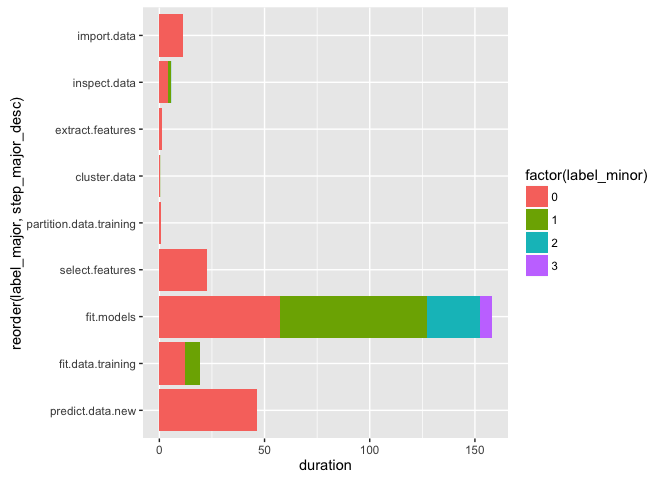 import.data
inspect.data
extract.features
cluster.data
partition.data.training
select.features
fit.models
fit.data.training
predict.data.new
reorder(label_major, step_major_desc)
0
50
100
150
duration
factor(label_minor)
0
1
2
3